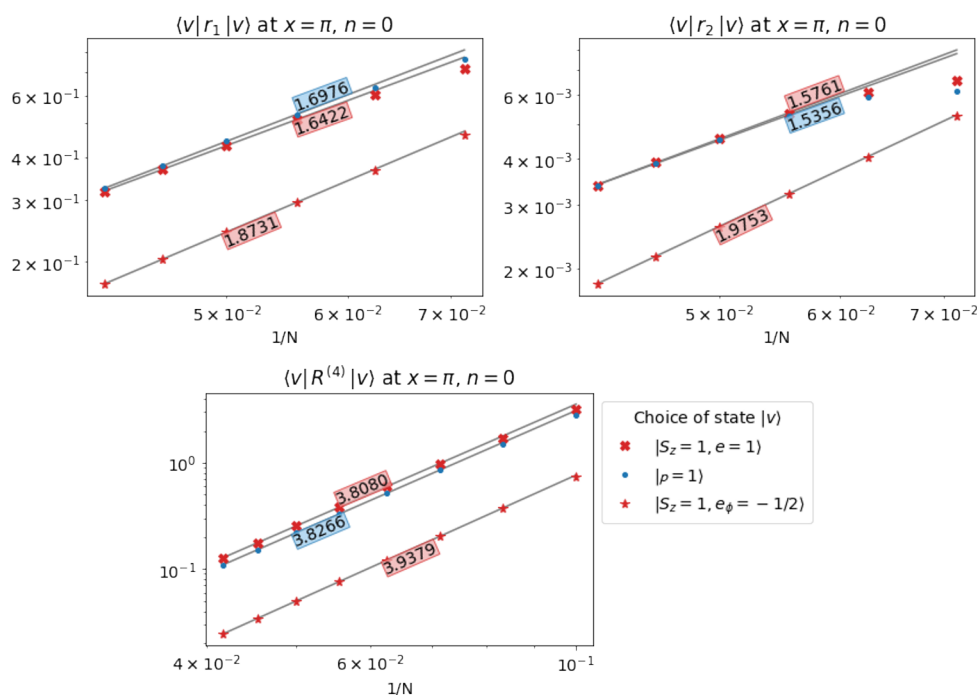 ⟨v| r₁ |v⟩ at x = π, n = 0
6 × 10⁻¹
4 × 10⁻¹
3 × 10⁻¹
2 × 10⁻¹
1.6976
1.6422
1.8731
5 × 10⁻² 6 × 10⁻² 7 × 10⁻²
1/N
⟨v| r₂ |v⟩ at x = π, n = 0
6 × 10⁻³
4 × 10⁻³
3 × 10⁻³
2 × 10⁻³
1.5761
1.5356
1.9753
5 × 10⁻² 6 × 10⁻² 7 × 10⁻²
1/N
⟨v| R⁽⁴⁾ |v⟩ at x = π, n = 0
10⁰
10⁻¹
3.8080
3.8266
3.9379
4 × 10⁻² 6 × 10⁻² 10⁻¹
1/N
Choice of state |v⟩
|S_z = 1, e = 1⟩
|_P = 1⟩
|S_z = 1, e_ϕ = −1/2⟩